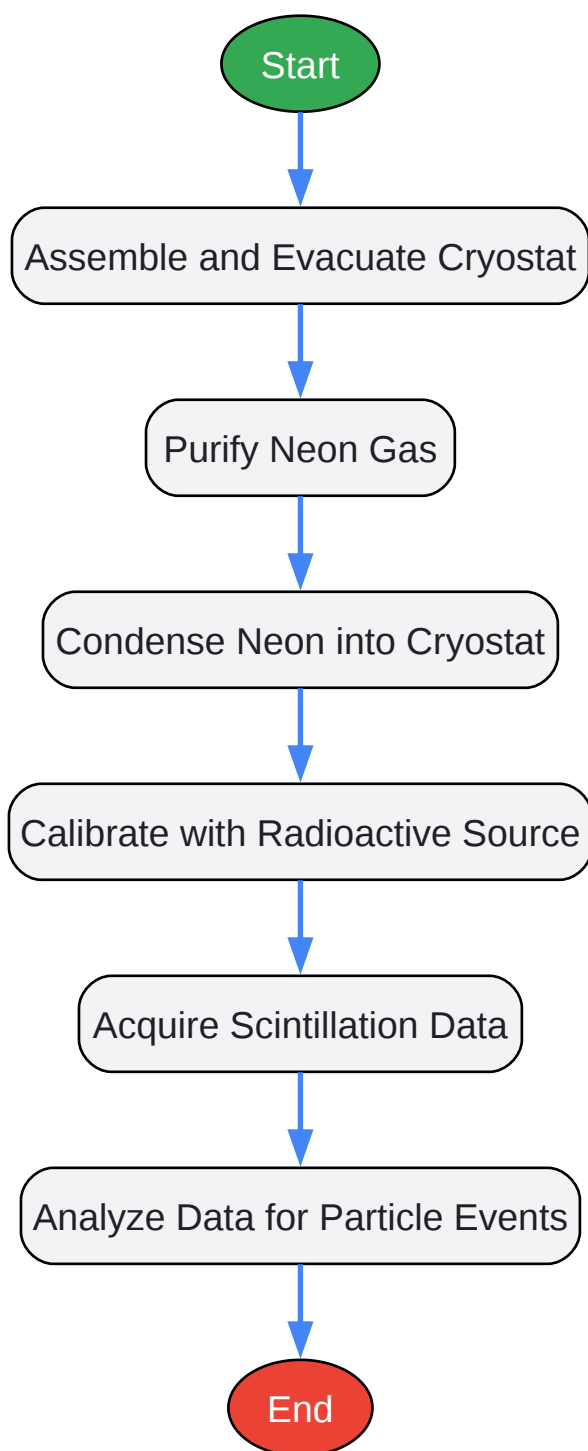 Start
Assemble and Evacuate Cryostat
Purify Neon Gas
Condense Neon into Cryostat
Calibrate with Radioactive Source
Acquire Scintillation Data
Analyze Data for Particle Events
End